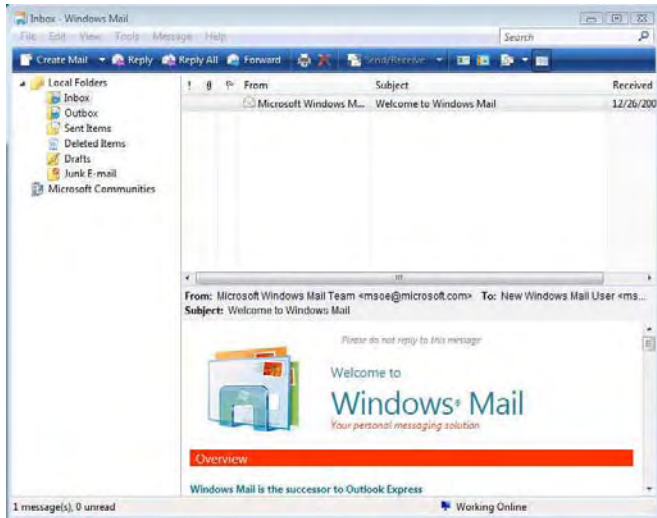 Inbox - Windows Mail
File Edit View Tools Message Help
Search
Create Mail Reply Reply All Forward Send/Receive
Local Folders
Inbox
Outbox
Sent Items
Deleted Items
Drafts
Junk E-mail
Microsoft Communities
! From Subject Received
Microsoft Windows M... Welcome to Windows Mail 12/26/200
From: Microsoft Windows Mail Team <msoe@microsoft.com> To: New Windows Mail User <ms...
Subject: Welcome to Windows Mail
Please do not reply to this message
Welcome to
Windows® Mail
Your personal messaging solution
Overview
Windows Mail is the successor to Outlook Express
1 message(s), 0 unread Working Online